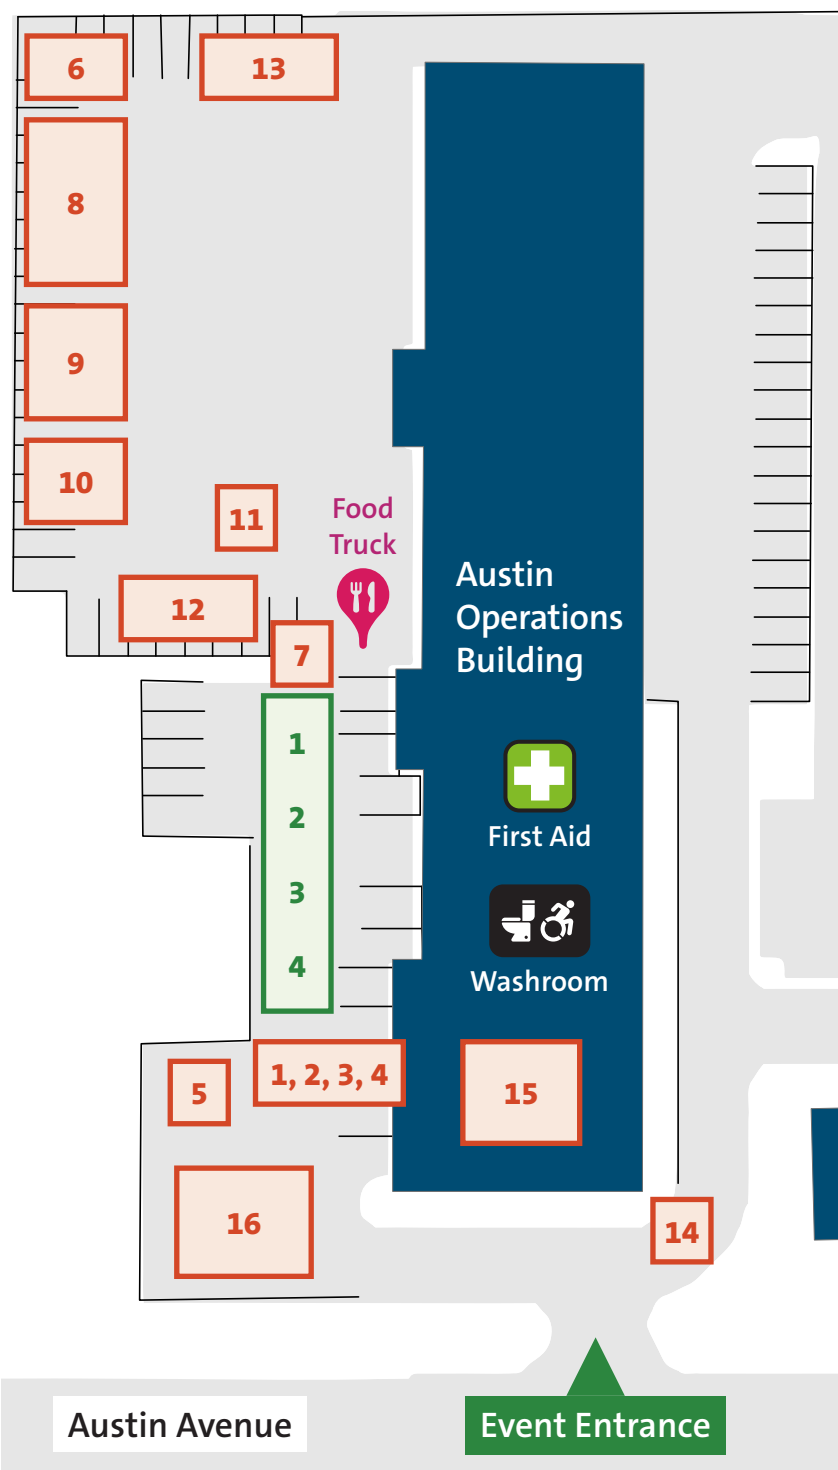 6
13
8
9
10
11
Food
Truck
12
7
Austin
Operations
Building
1
2
3
4
First Aid
Washroom
1, 2, 3, 4
5
15
16
14
Austin Avenue
Event Entrance